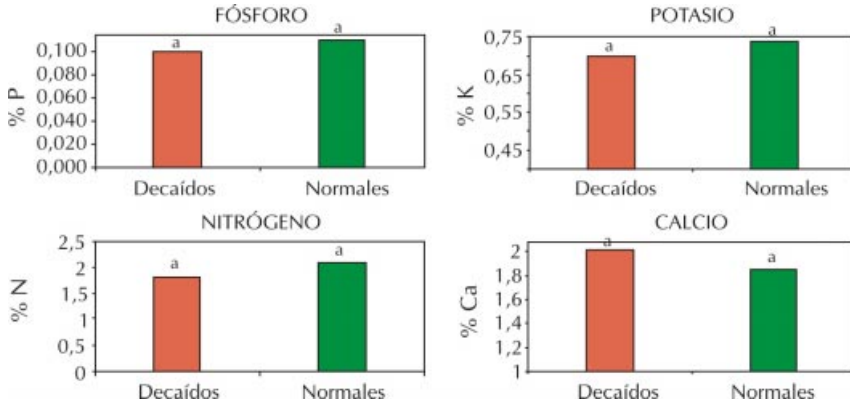 FÓSFORO
% P
0,100
0,080
0,060
0,040
0,020
0,000
a
a
Decaídos
Normales
POTASIO
% K
0,75
0,65
0,55
0,45
a
a
Decaídos
Normales
NITRÓGENO
% N
2,5
2
1,5
1
0,5
0
a
a
Decaídos
Normales
CALCIO
% Ca
2
1,8
1,6
1,4
1,2
1
a
a
Decaídos
Normales